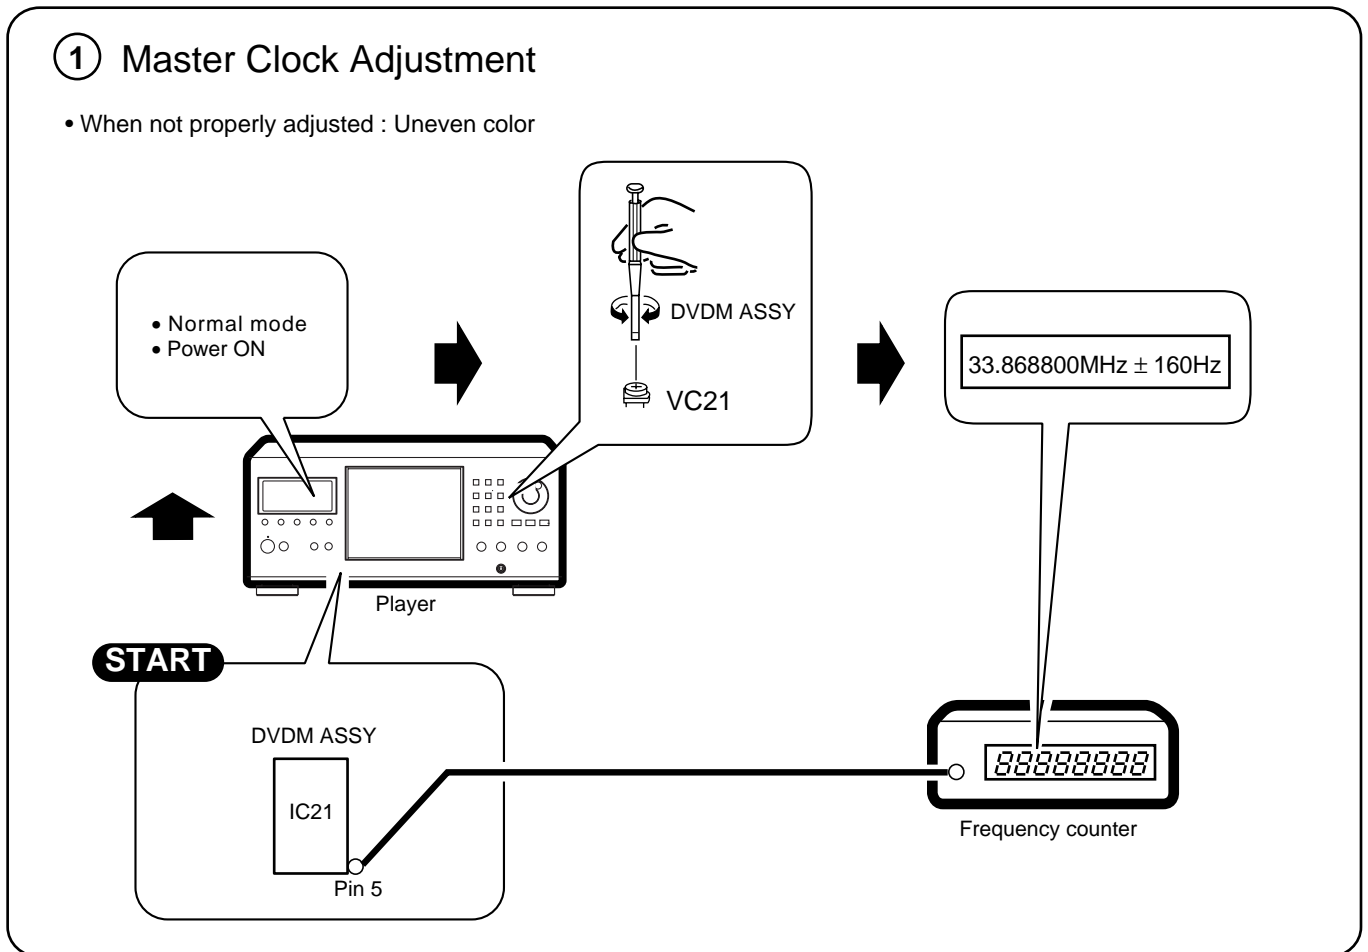 1 Master Clock Adjustment
• When not properly adjusted : Uneven color
• Normal mode
• Power ON
DVDM ASSY
VC21
33.868800MHz ± 160Hz
Player
START
DVDM ASSY
IC21
Pin 5
88888888
Frequency counter